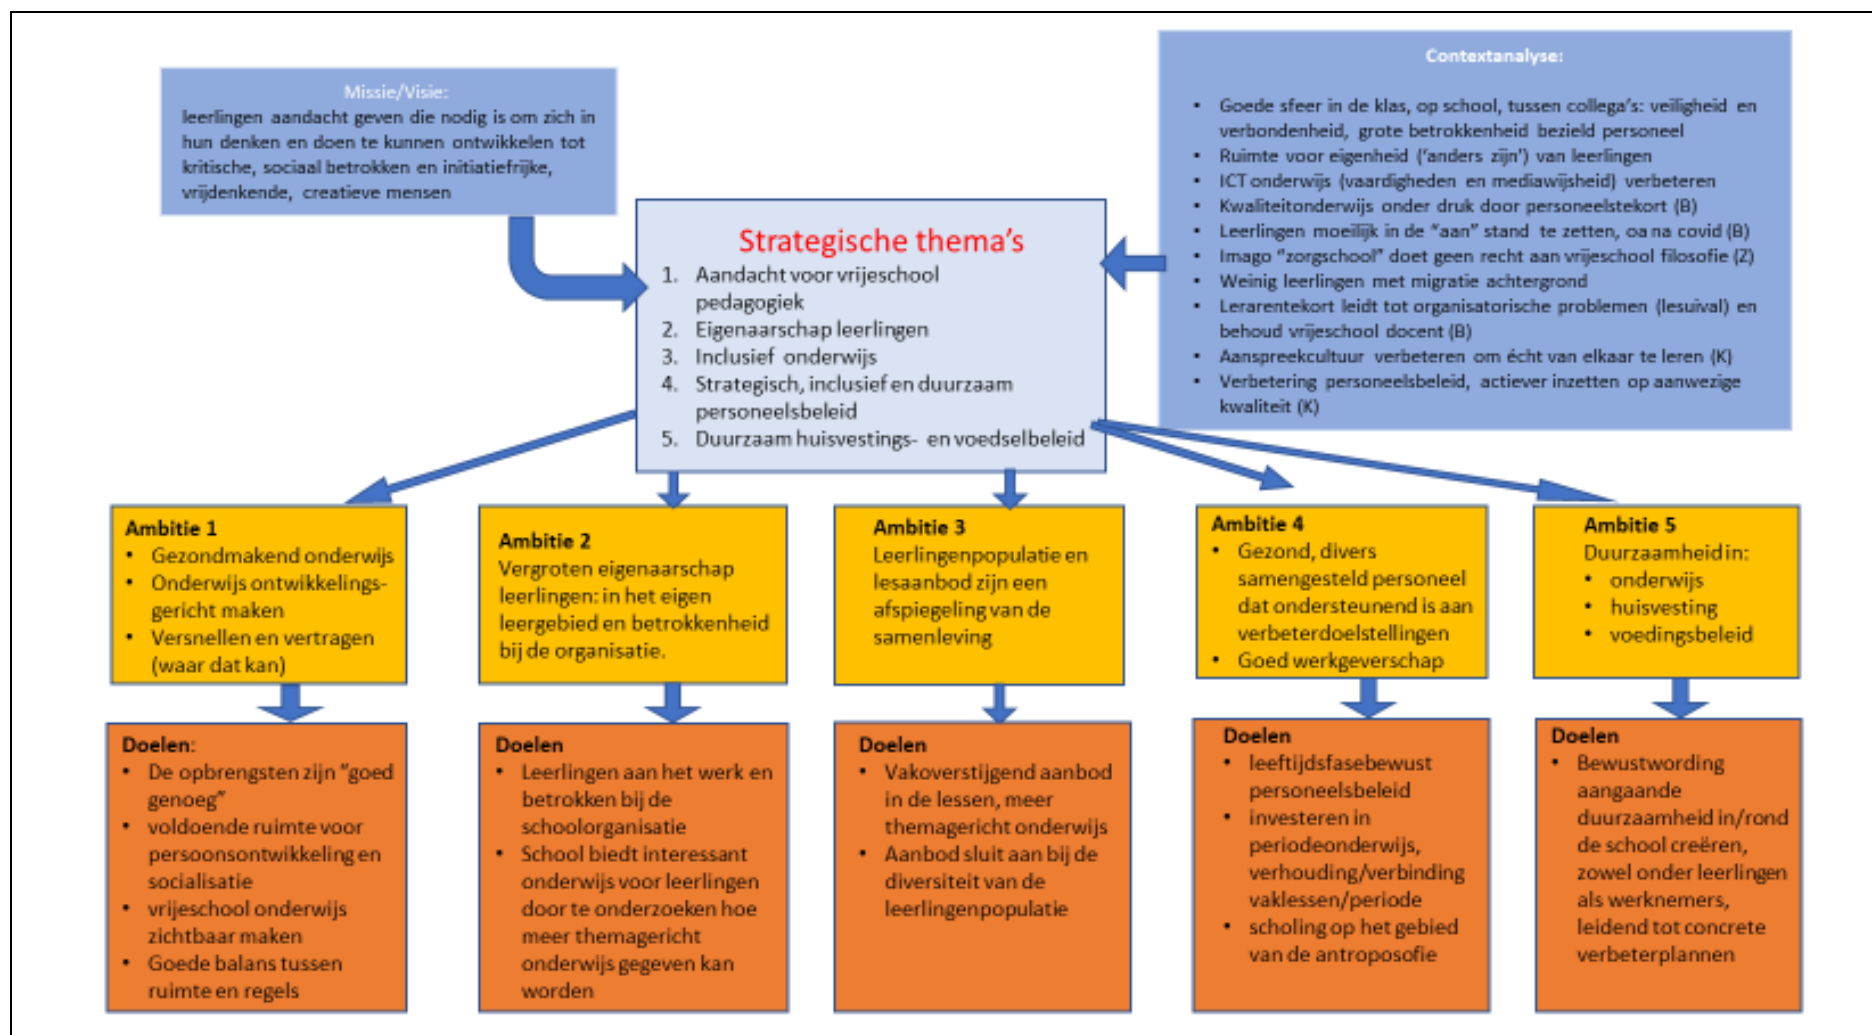 Missie/Visie:
leerlingen aandacht geven die nodig is om zich in
hun denken en doen te kunnen ontwikkelen tot
kritische, sociaal betrokken en initiatiefrijke,
vrijdenkende, creatieve mensen
Contextanalyse:
• Goede sfeer in de klas, op school, tussen collega's: veiligheid en
verbondenheid, grote betrokkenheid bezield personeel
• Ruimte voor eigenheid ('anders zijn') van leerlingen
• ICT onderwijs (vaardigheden en mediawijsheid) verbeteren
• Kwaliteitonderwijs onder druk door personeelstekort (B)
• Leerlingen moeilijk in de "aan" stand te zetten, oa na covid (B)
• Imago "zorgschool" doet geen recht aan vrijeschool filosofie (Z)
• Weinig leerlingen met migratie achtergrond
• Lerarentekort leidt tot organisatorische problemen (lesuival) en
behoud vrijeschool docent (B)
• Aanspreekcultuur verbeteren om écht van elkaar te leren (K)
• Verbetering personeelsbeleid, actiever inzetten op aanwezige
kwaliteit (K)
Strategische thema's
1. Aandacht voor vrijeschool
pedagogiek
2. Eigenaarschap leerlingen
3. Inclusief onderwijs
4. Strategisch, inclusief en duurzaam
personeelsbeleid
5. Duurzaam huisvestings- en voedselbeleid
Ambitie 1
• Gezondmakend onderwijs
• Onderwijs ontwikkelings-
gericht maken
• Versnellen en vertragen
(waar dat kan)
Ambitie 2
Vergroten eigenaarschap
leerlingen: in het eigen
leergebied en betrokkenheid
bij de organisatie.
Ambitie 3
Leerlingenpopulatie en
lesaanbod zijn een
afspiegeling van de
samenleving
Ambitie 4
• Gezond, divers
samengesteld personeel
dat ondersteunend is aan
verbeterdoelstellingen
• Goed werkgeverschap
Ambitie 5
Duurzaamheid in:
• onderwijs
• huisvesting
• voedingsbeleid
Doelen:
• De opbrengsten zijn "goed
genoeg"
• voldoende ruimte voor
persoonsontwikkeling en
socialisatie
• vrijeschool onderwijs
zichtbaar maken
• Goede balans tussen
ruimte en regels
Doelen
• Leerlingen aan het werk en
betrokken bij de
schoolorganisatie
• School biedt interessant
onderwijs voor leerlingen
door te onderzoeken hoe
meer themagericht
onderwijs gegeven kan
worden
Doelen
• Vakoverstijgend aanbod
in de lessen, meer
themagericht onderwijs
• Aanbod sluit aan bij de
diversiteit van de
leerlingenpopulatie
Doelen
• leeftijdsfasebewust
personeelsbeleid
• investeren in
periodeonderwijs,
verhouding/verbinding
vaklessen/periode
• scholing op het gebied
van de antroposofie
Doelen
• Bewustwording
aangaande
duurzaamheid in/rond
de school creëren,
zowel onder leerlingen
als werknemers,
leidend tot concrete
verbeterplannen